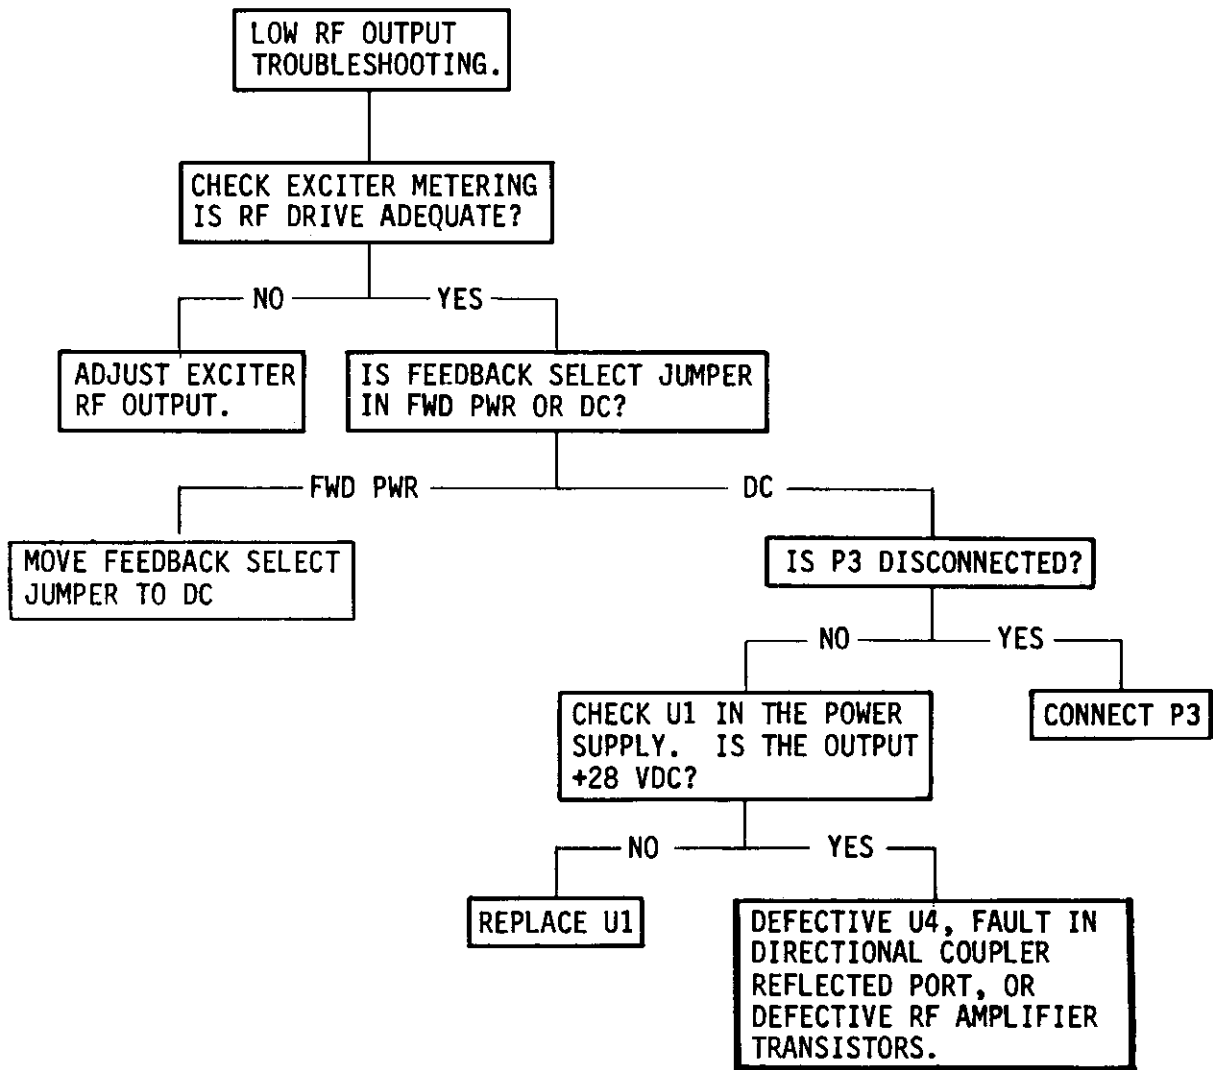 LOW RF OUTPUT
TROUBLESHOOTING.
CHECK EXCITER METERING
IS RF DRIVE ADEQUATE?
NO
YES
ADJUST EXCITER
RF OUTPUT.
IS FEEDBACK SELECT JUMPER
IN FWD PWR OR DC?
FWD PWR
DC
MOVE FEEDBACK SELECT
JUMPER TO DC
IS P3 DISCONNECTED?
NO
YES
CHECK U1 IN THE POWER
SUPPLY. IS THE OUTPUT
+28 VDC?
CONNECT P3
NO
YES
REPLACE U1
DEFECTIVE U4, FAULT IN
DIRECTIONAL COUPLER
REFLECTED PORT, OR
DEFECTIVE RF AMPLIFIER
TRANSISTORS.